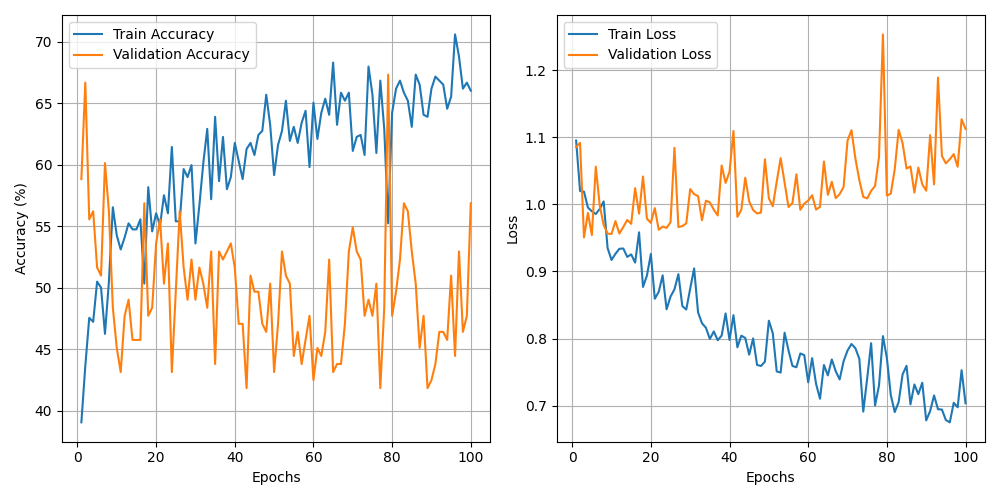 Train Accuracy
Validation Accuracy
Accuracy (%)
70
65
60
55
50
45
40
0 20 40 60 80 100
Epochs
Train Loss
Validation Loss
Loss
1.2
1.1
1.0
0.9
0.8
0.7
0 20 40 60 80 100
Epochs